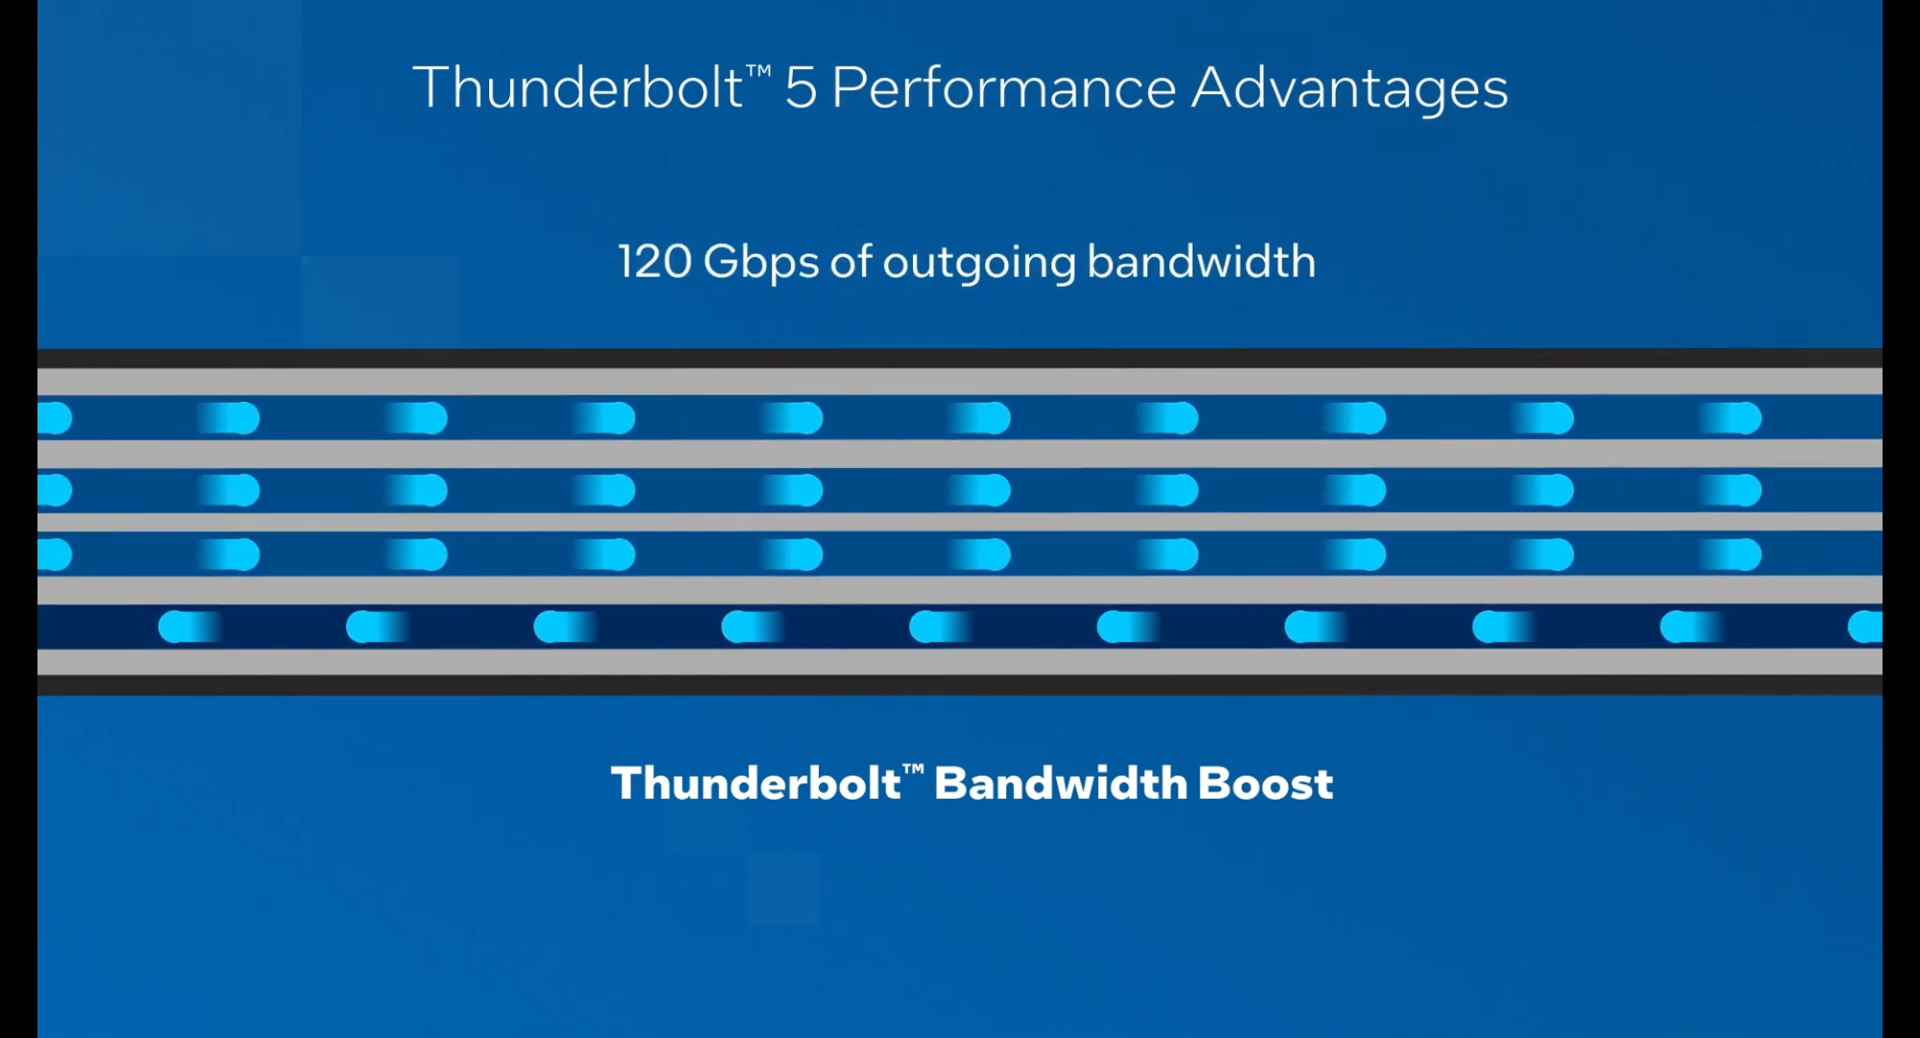 Thunderbolt™ 5 Performance Advantages
120 Gbps of outgoing bandwidth
Thunderbolt™ Bandwidth Boost